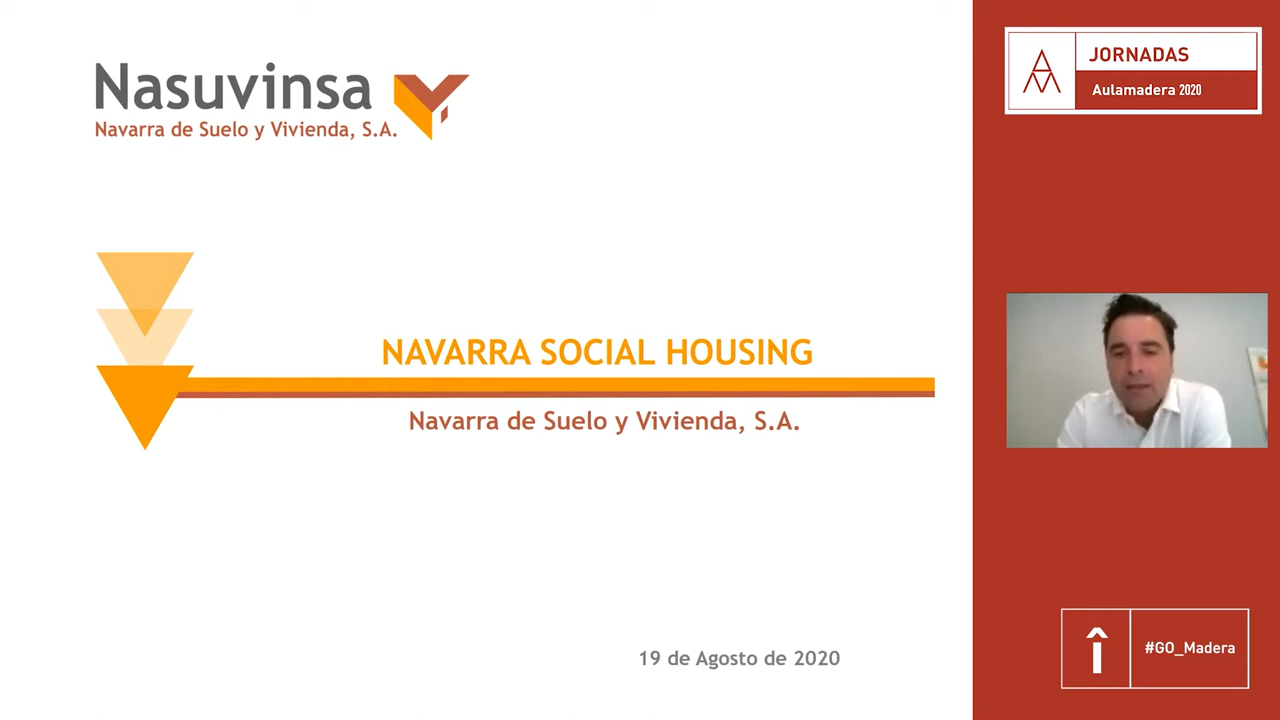 Nasuvinsa
Navarra de Suelo y Vivienda, S.A.
NAVARRA SOCIAL HOUSING
Navarra de Suelo y Vivienda, S.A.
19 de Agosto de 2020
JORNADAS
Aulamadera 2020
#GO_Madera